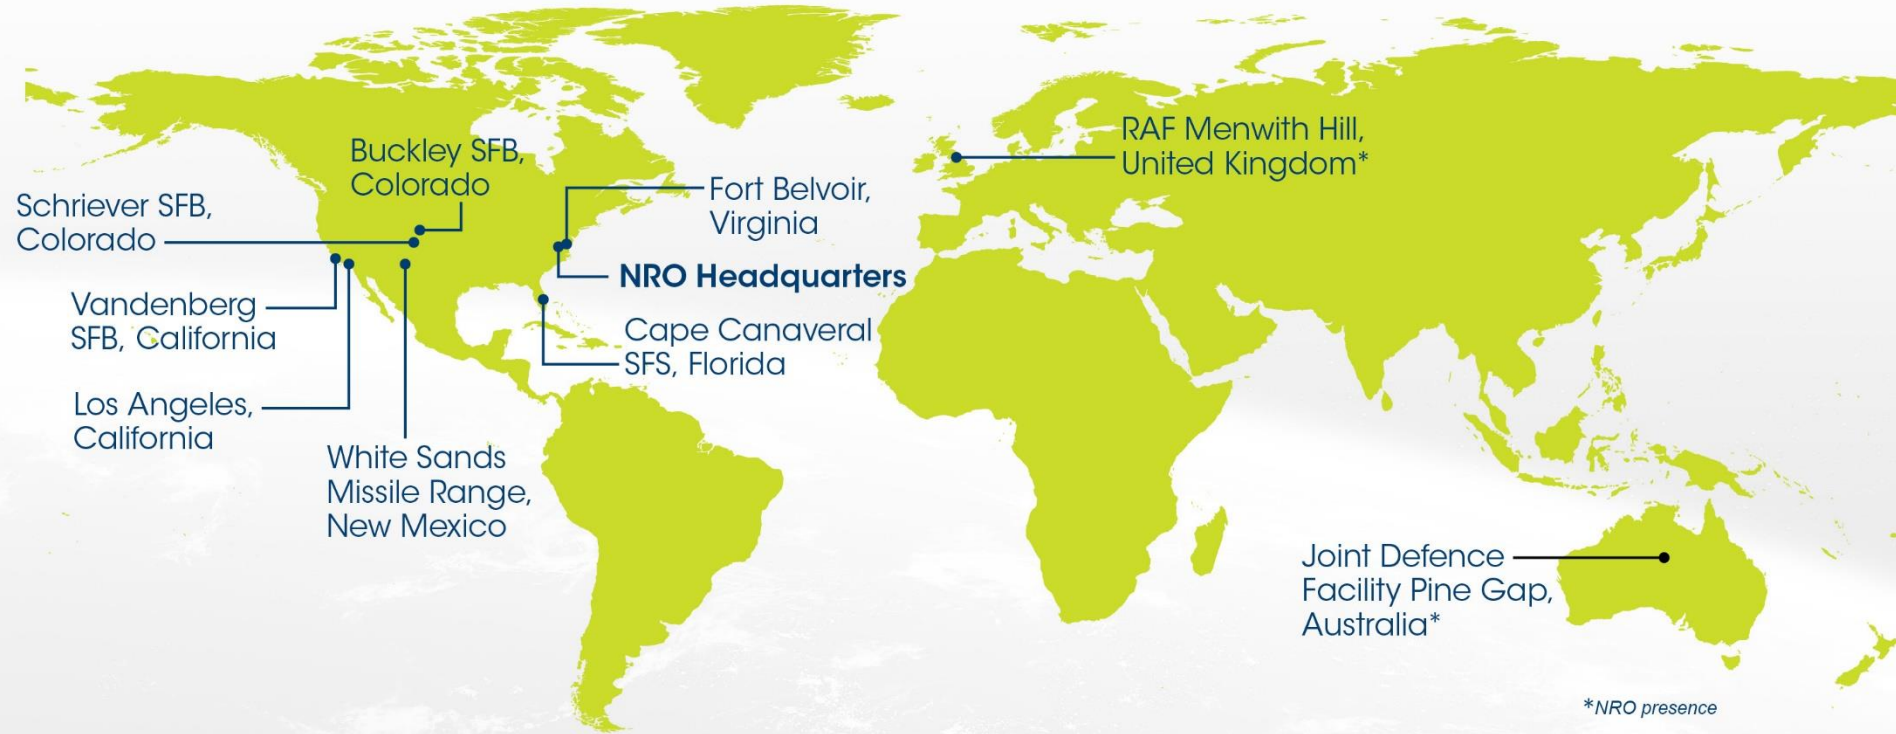 Buckley SFB,
Colorado
Schriever SFB,
Colorado
Vandenberg
SFB, California
Los Angeles,
California
White Sands
Missile Range,
New Mexico
Fort Belvoir,
Virginia
NRO Headquarters
Cape Canaveral
SFS, Florida
RAF Menwith Hill,
United Kingdom*
Joint Defence
Facility Pine Gap,
Australia*
*NRO presence